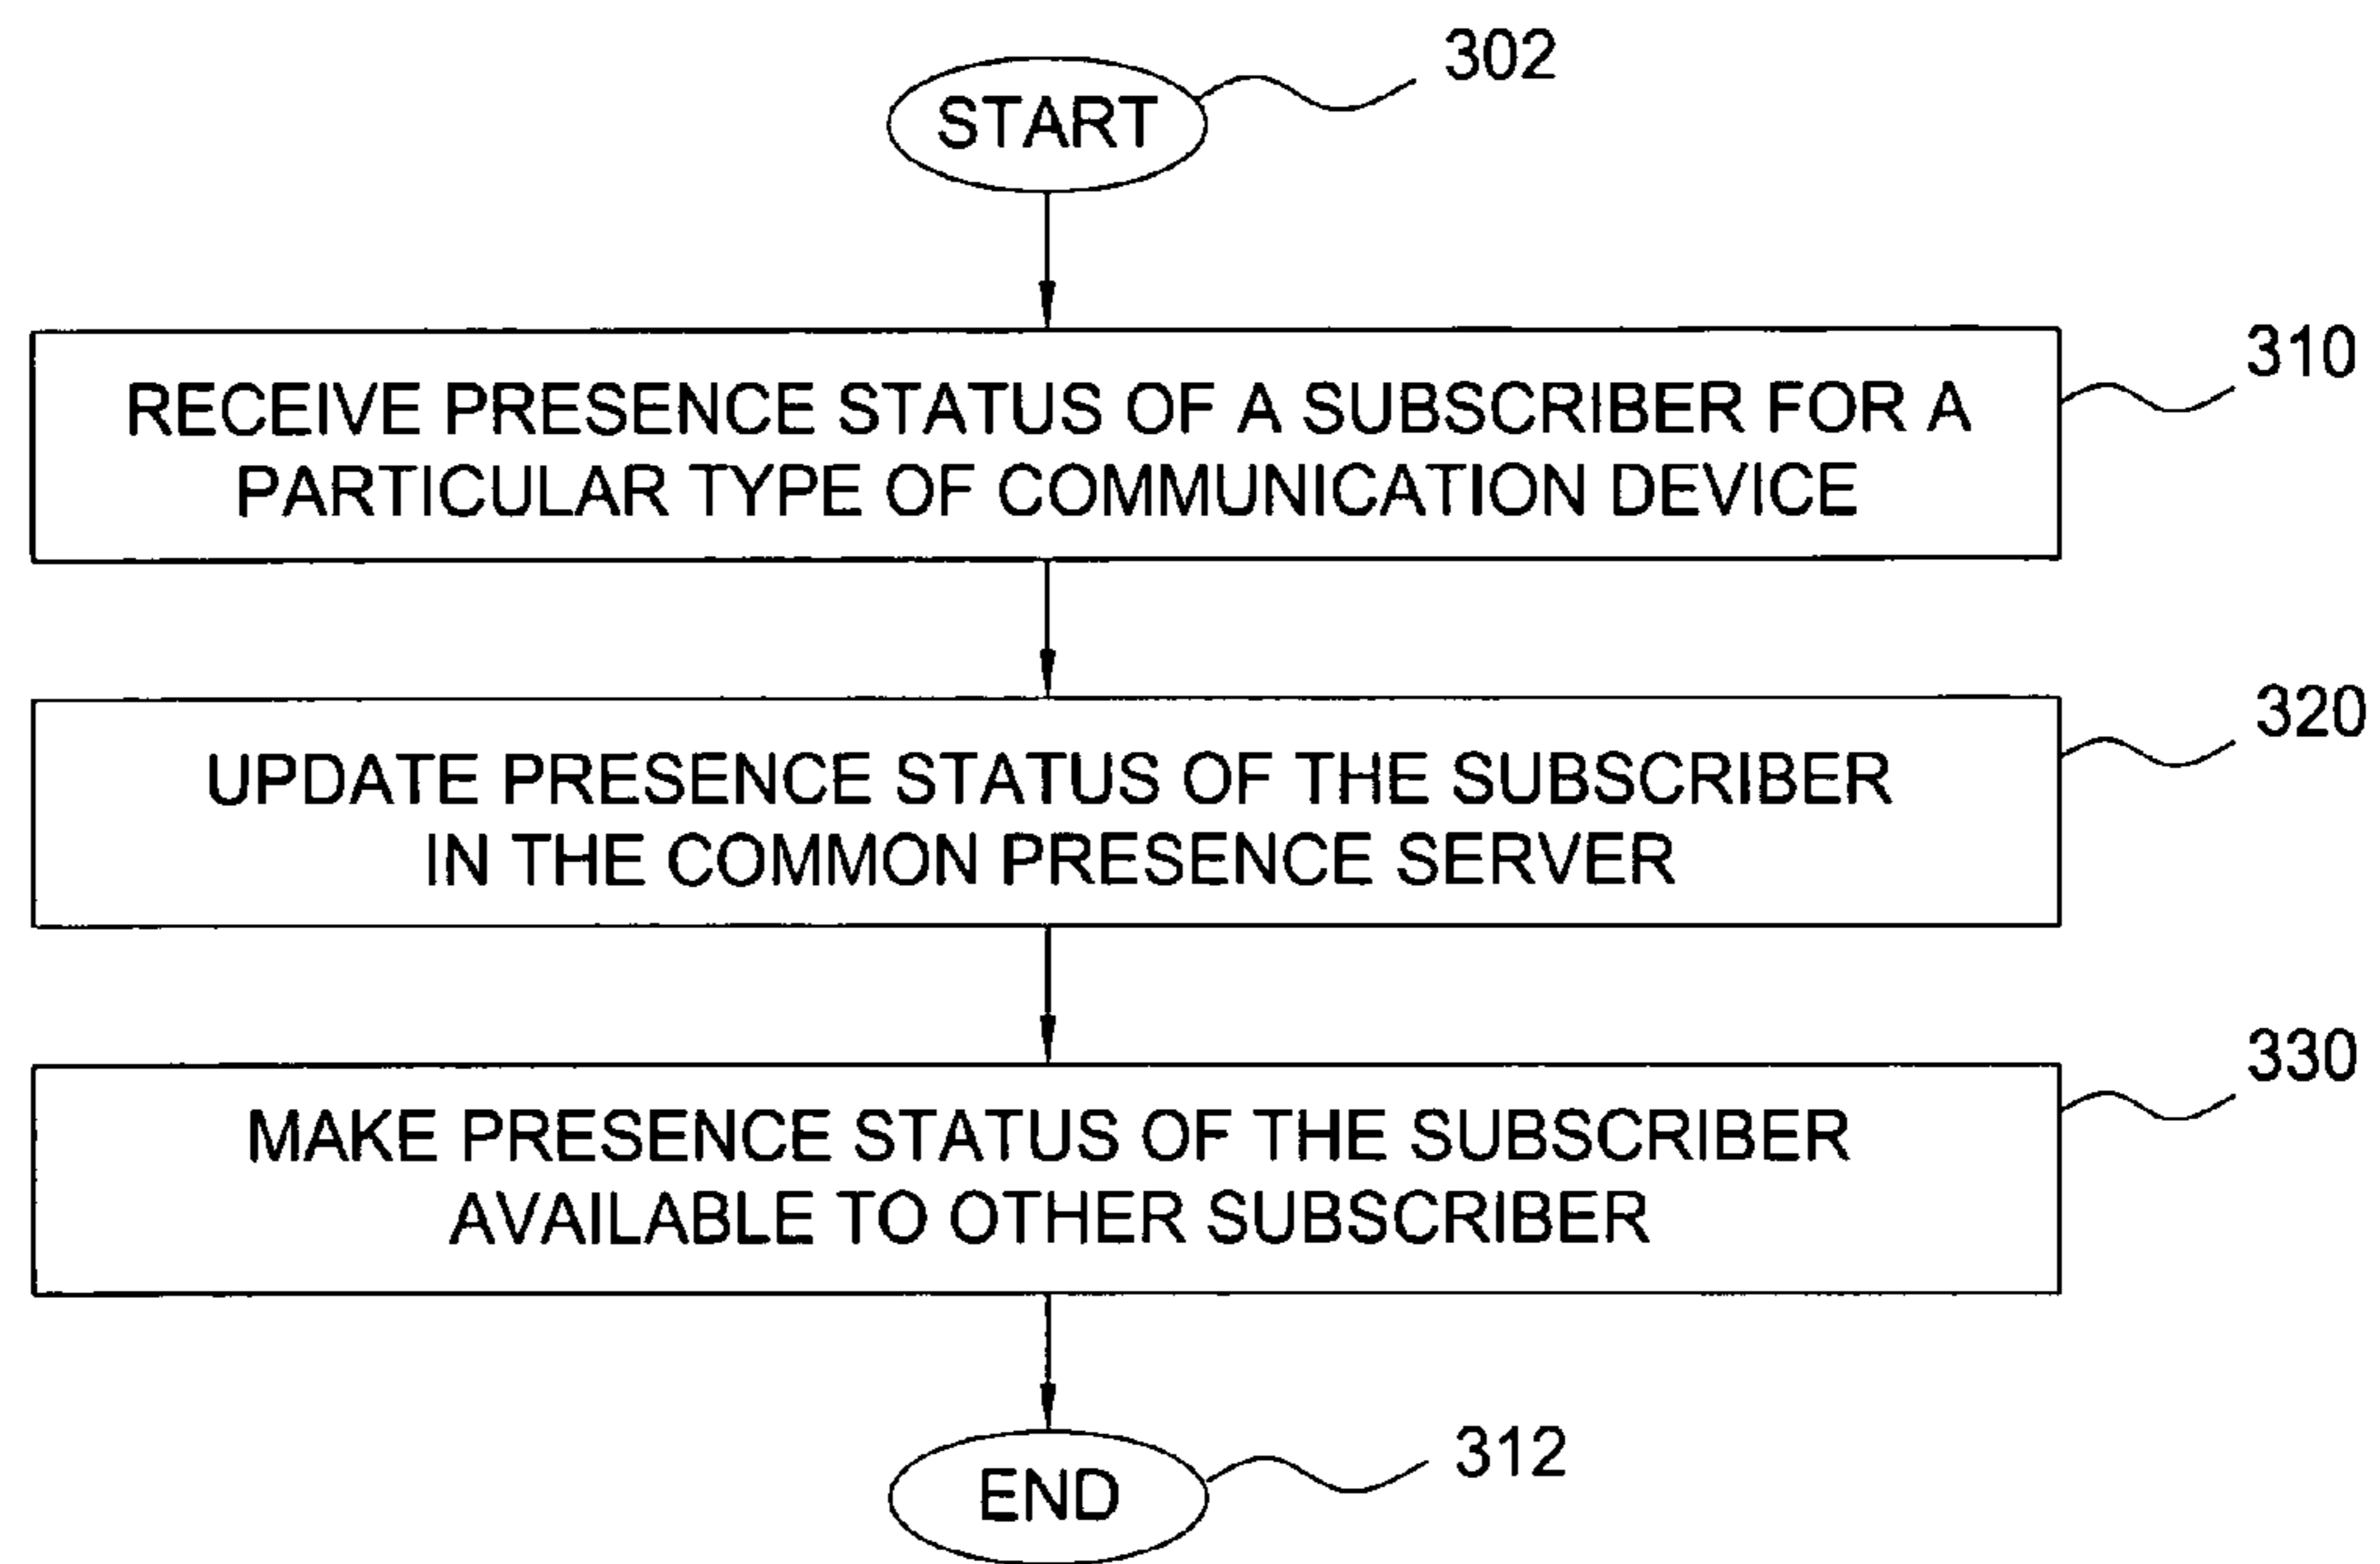 START
302
RECEIVE PRESENCE STATUS OF A SUBSCRIBER FOR A
PARTICULAR TYPE OF COMMUNICATION DEVICE
310
UPDATE PRESENCE STATUS OF THE SUBSCRIBER
IN THE COMMON PRESENCE SERVER
320
MAKE PRESENCE STATUS OF THE SUBSCRIBER
AVAILABLE TO OTHER SUBSCRIBER
330
END
312